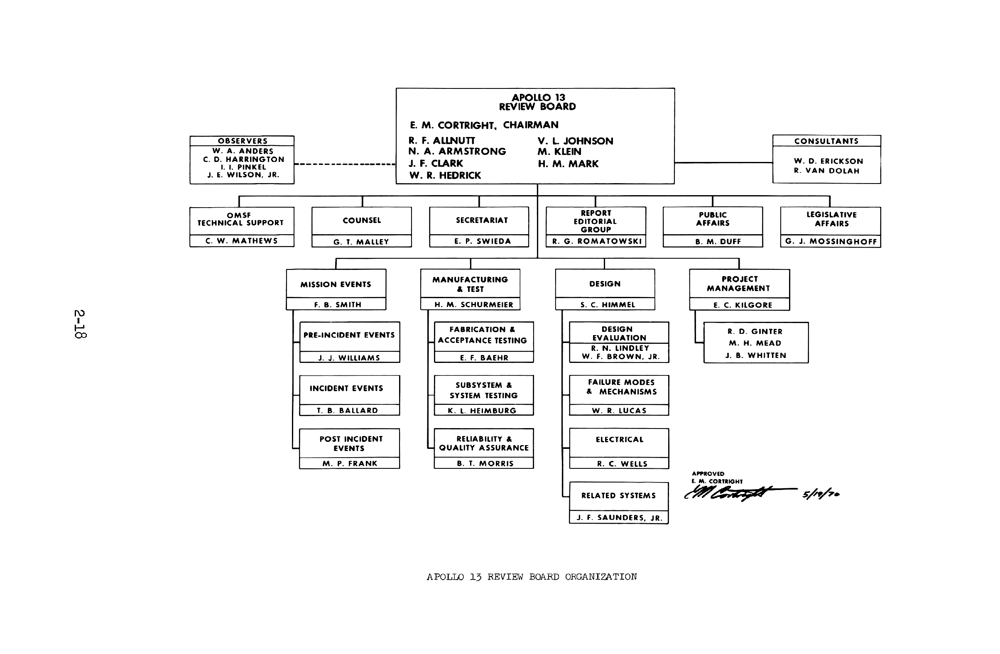 APOLLO 13
REVIEW BOARD
E. M. CORTRIGHT, CHAIRMAN
R. F. ALLNUTT
N. A. ARMSTRONG
J. F. CLARK
W. R. HEDRICK
V. L. JOHNSON
M. KLEIN
H. M. MARK
OBSERVERS
W. A. ANDERS
C. D. HARRINGTON
I. I. PINKEL
J. E. WILSON, JR.
CONSULTANTS
W. D. ERICKSON
R. VAN DOLAH
OMSF
TECHNICAL SUPPORT
C. W. MATHEWS
COUNSEL
G. T. MALLEY
SECRETARIAT
E. P. SWIEDA
REPORT
EDITORIAL
GROUP
R. G. ROMATOWSKI
PUBLIC
AFFAIRS
B. M. DUFF
LEGISLATIVE
AFFAIRS
G. J. MOSSINGHOFF
MISSION EVENTS
F. B. SMITH
PRE-INCIDENT EVENTS
J. J. WILLIAMS
INCIDENT EVENTS
T. B. BALLARD
POST INCIDENT
EVENTS
M. P. FRANK
MANUFACTURING
& TEST
H. M. SCHURMEIER
FABRICATION &
ACCEPTANCE TESTING
E. F. BAEHR
SUBSYSTEM &
SYSTEM TESTING
K. L. HEIMBURG
RELIABILITY &
QUALITY ASSURANCE
B. T. MORRIS
DESIGN
S. C. HIMMEL
DESIGN
EVALUATION
R. N. LINDLEY
W. F. BROWN, JR.
FAILURE MODES
& MECHANISMS
W. R. LUCAS
ELECTRICAL
R. C. WELLS
RELATED SYSTEMS
J. F. SAUNDERS, JR.
PROJECT
MANAGEMENT
E. C. KILGORE
R. D. GINTER
M. H. MEAD
J. B. WHITTEN
APPROVED
E. M. CORTRIGHT
EM Cortright 5/19/70
APOLLO 13 REVIEW BOARD ORGANIZATION
2-18